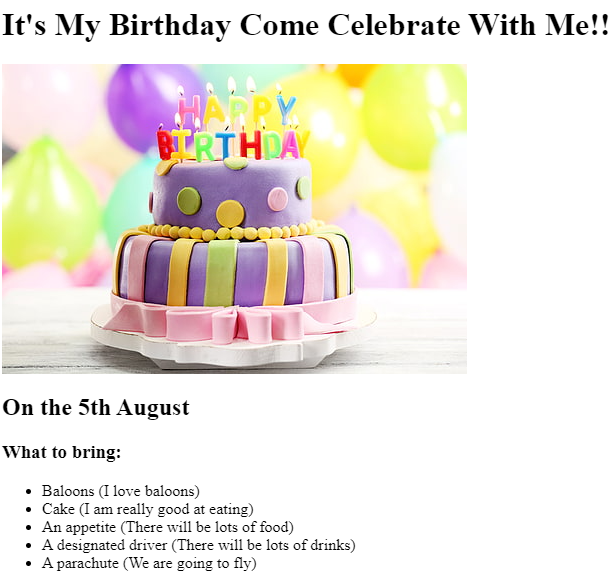 It's My Birthday Come Celebrate With Me!!
HAPPY
BIRTHDAY
On the 5th August
What to bring:
Baloons (I love baloons)
Cake (I am really good at eating)
An appetite (There will be lots of food)
A designated driver (There will be lots of drinks)
A parachute (We are going to fly)